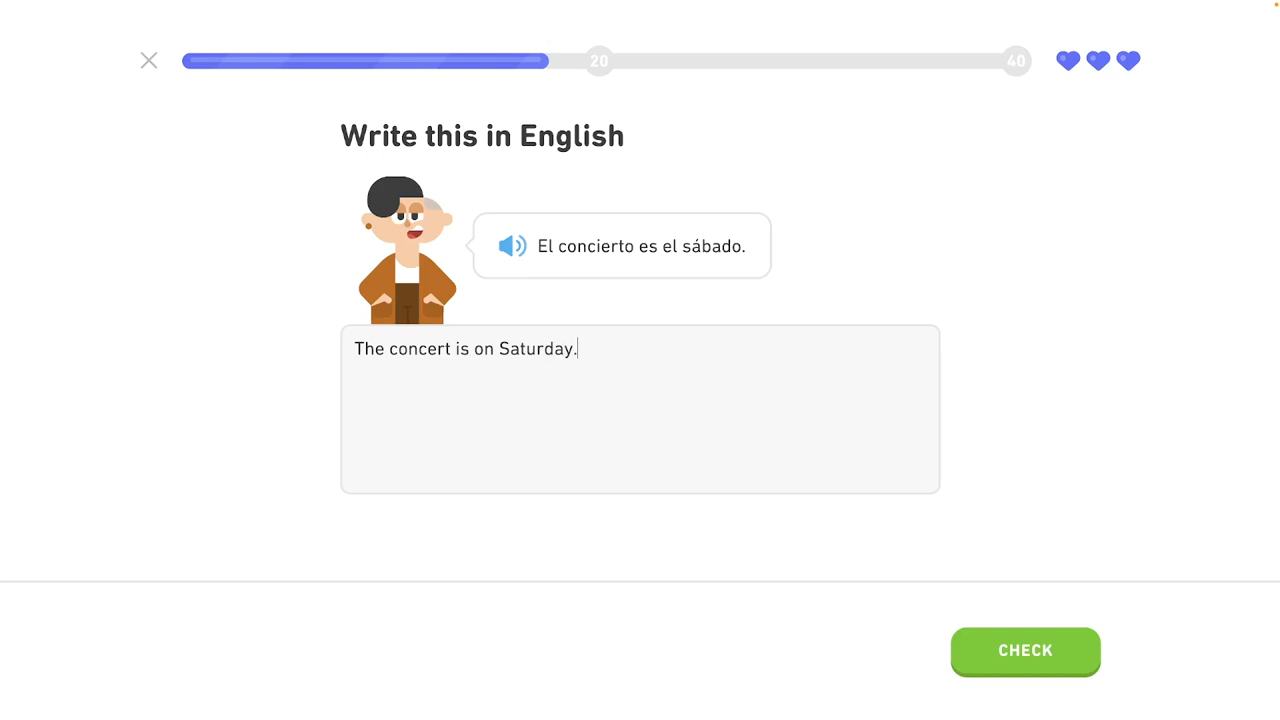 20
40
Write this in English
El concierto es el sábado.
The concert is on Saturday.
CHECK